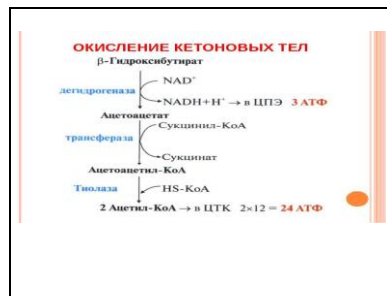 ОКИСЛЕНИЕ КЕТОНОВЫХ ТЕЛ
β-Гидроксибутират
NAD⁺
дегидрогеназа
NADH+H⁺ → в ЦПЭ 3 АТФ
Ацетоацетат
Сукцинил-КоА
трансфераза
Сукцинат
Ацетоацетил-КоА
Тиолаза
HS-KoA
2 Ацетил-КоА → в ЦТК 2×12 = 24 АТФ